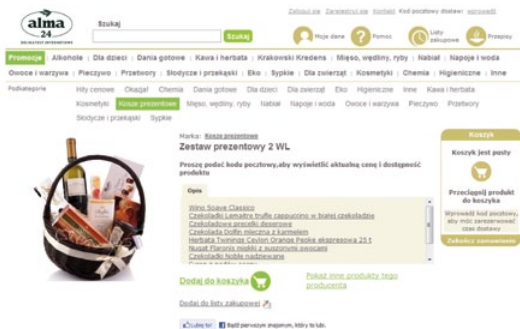 Zaloguj się Zarejestruj się Kontakt Kod pocztowy dostaw: wprowadź
alma
24
DELIKATESY INTERNETOWE
Szukaj
Szukaj
Moje dane
Pomoc
Listy zakupowe
Przepisy
Promocje Alkohole Dla dzieci Dania gotowe Kawa i herbata Krakowski Kredens Mięso, wędliny, ryby Nabiał Napoje i woda
Owoce i warzywa Pieczywo Przetwory Słodycze i przekąski Eko Sypkie Dla zwierząt Kosmetyki Chemia Higieniczne Inne
Podkategorie Hity cenowe Okazja! Chemia Dania gotowe Dla dzieci Dla zwierząt Eko Higieniczne Inne Kawa i herbata
Kosmetyki Kosze prezentowe Mięso, wędliny, ryby Nabiał Napoje i woda Owoce i warzywa Pieczywo Przetwory
Słodycze i przekąski Sypkie
Marka: Kosze prezentowe
Zestaw prezentowy 2 WL
Proszę podać kodu pocztowy,aby wyświetlić aktualną cenę i dostępność
produktu
Opis
Wino Soave Classico
Czekoladki Lemaitre trufle cappuccino w białej czekoladzie
Czekoladowe precelki deserowe
Czekolada Dolfin mleczna z karmelem
Herbata Twinings Ceylon Orange Peoke ekspresowa 25 t
Nugat Flaronis miękki z suszonymi owocami
Czekoladki Noble nadziewane
Dodaj do koszyka
Pokaż inne produkty tego
producenta
Dodaj do listy zakupowej
Lubię to!
Bądź pierwszym znajomym, który to lubi.
Koszyk
Koszyk jest pusty
Przeciągnij produkt
do koszyka
Wprowadź kod pocztowy,
aby móc zarezerwować
czas dostawy
Zakończ zamówienie